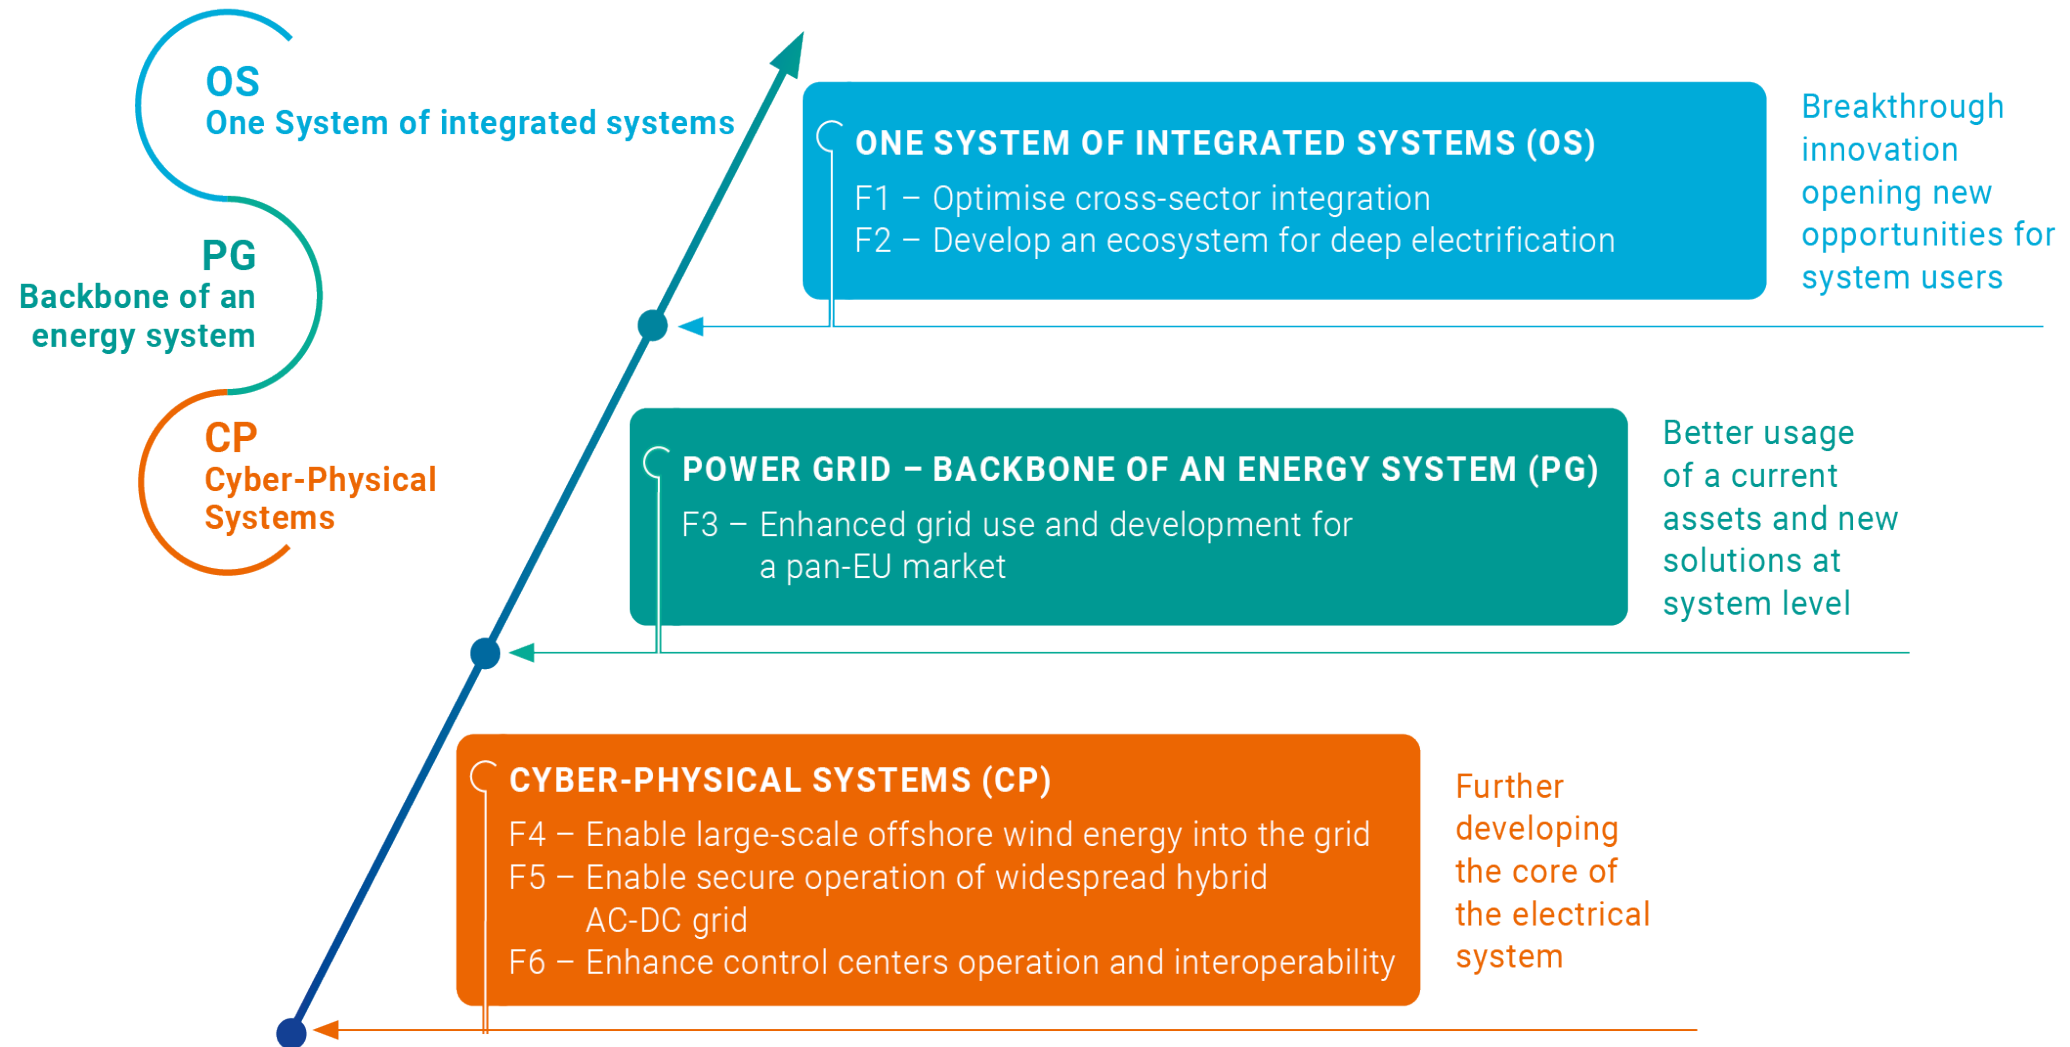 OS
One System of integrated systems
PG
Backbone of an
energy system
CP
Cyber-Physical
Systems
ONE SYSTEM OF INTEGRATED SYSTEMS (OS)
F1 – Optimise cross-sector integration
F2 – Develop an ecosystem for deep electrification
Breakthrough
innovation
opening new
opportunities for
system users
POWER GRID – BACKBONE OF AN ENERGY SYSTEM (PG)
F3 – Enhanced grid use and development for
a pan-EU market
Better usage
of a current
assets and new
solutions at
system level
CYBER-PHYSICAL SYSTEMS (CP)
F4 – Enable large-scale offshore wind energy into the grid
F5 – Enable secure operation of widespread hybrid
AC-DC grid
F6 – Enhance control centers operation and interoperability
Further
developing
the core of
the electrical
system